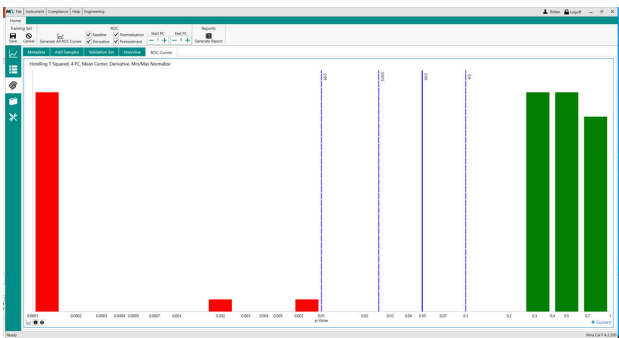 MCL File Instrument Compliance Help Engineering Logoff
Home
Training Set ROC Reports
Save Cancel Generate All ROC Curves Baseline Normalization Derivative Pretreatment Start PC 1 End PC 5 Generate Report
Metadata Add Samples Validation Set Overview ROC Curves
Hotelling T Squared, 4 PC, Mean Center, Derivative, Min/Max Normalizer
0.0001 0.0002 0.0003 0.0004 0.0005 0.0007 0.001 0.002 0.003 0.004 0.005 0.007 0.01 0.02 0.03 0.04 0.05 0.07 0.1 0.2 0.3 0.4 0.5 0.7 1
p-Value
Current
Ready